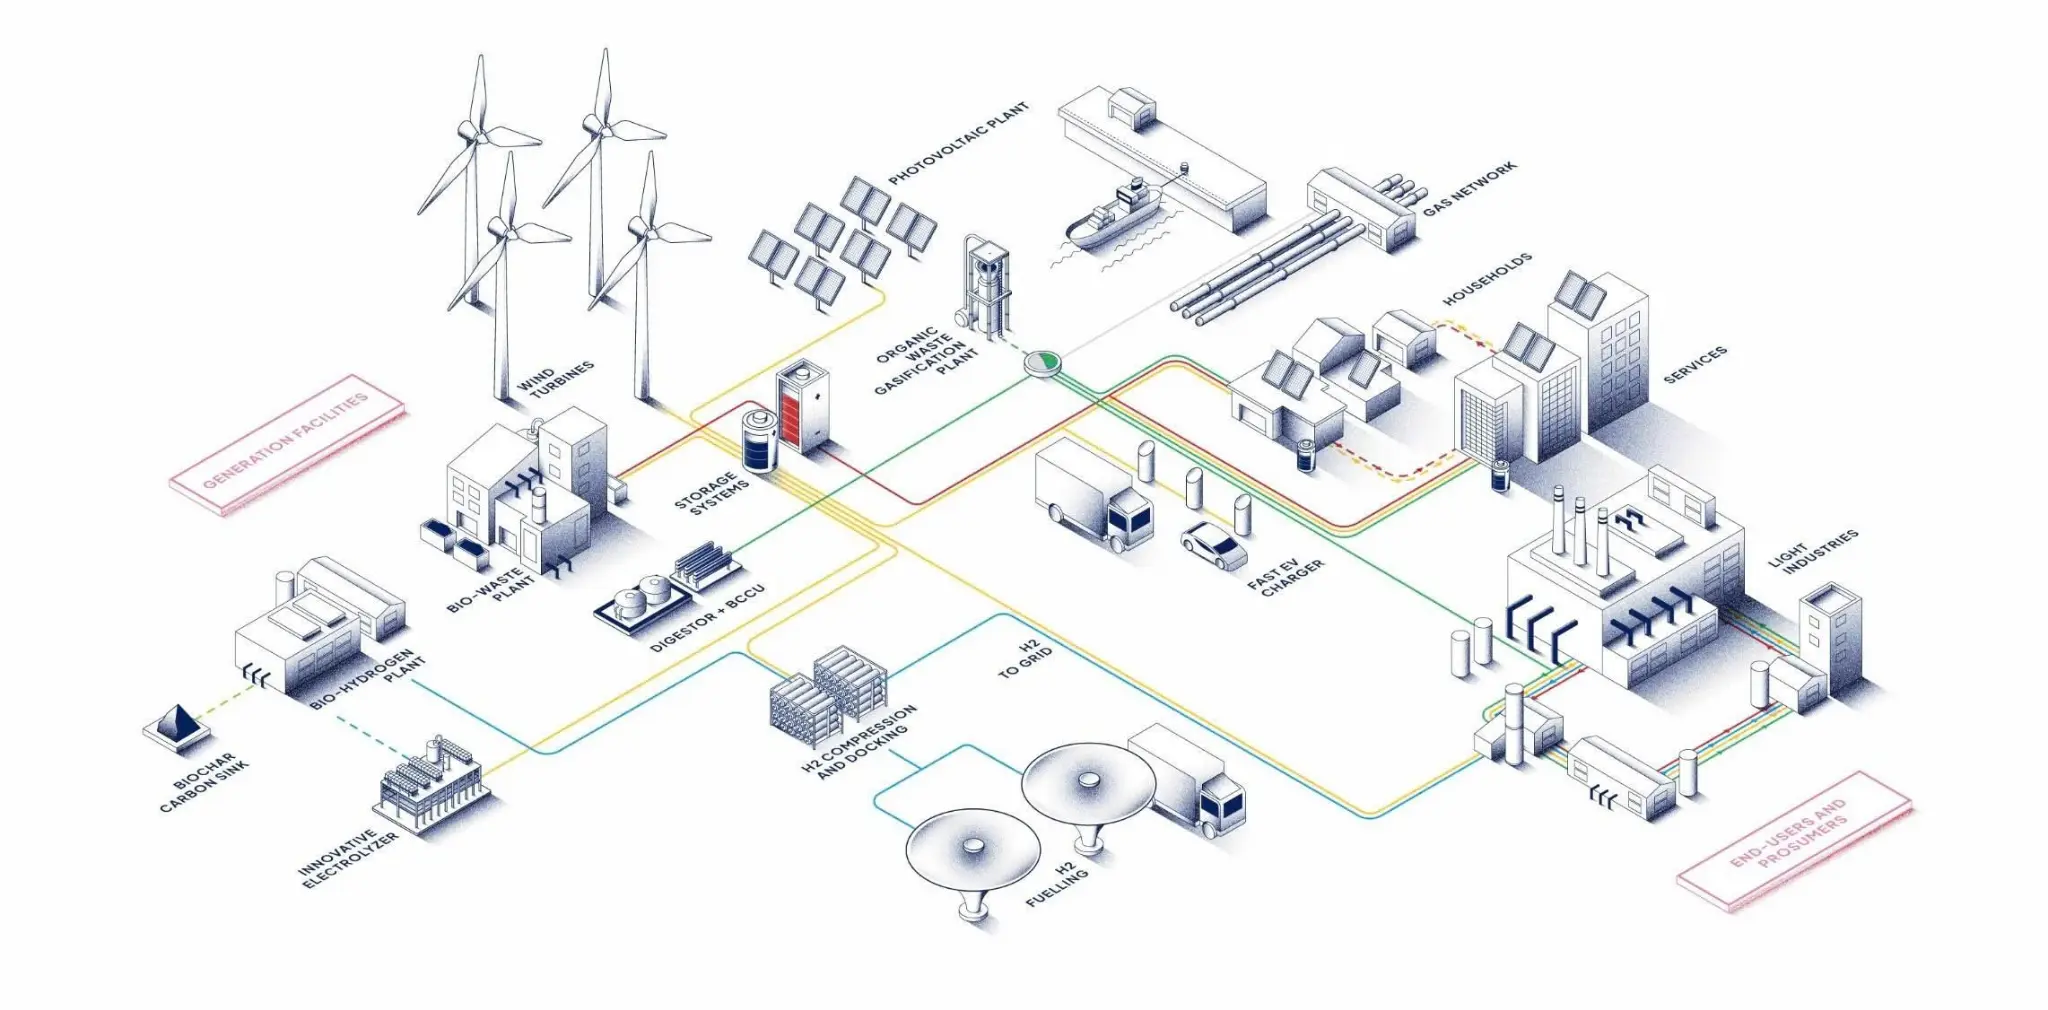 PHOTOVOLTAIC PLANT
GAS NETWORK
HOUSEHOLDS
SERVICES
ORGANIC
WASTE
GASIFICATION
PLANT
WIND
TURBINES
GENERATION FACILITIES
STORAGE
SYSTEMS
BIO-WASTE
PLANT
DIGESTOR + BCCU
FAST EV
CHARGER
LIGHT
INDUSTRIES
BIO-HYDROGEN
PLANT
H2
TO GRID
BIOCHAR
CARBON SINK
H2 COMPRESSION
AND DOCKING
INNOVATIVE
ELECTROLYZER
H2
FUELLING
END-USERS AND
PROSUMERS